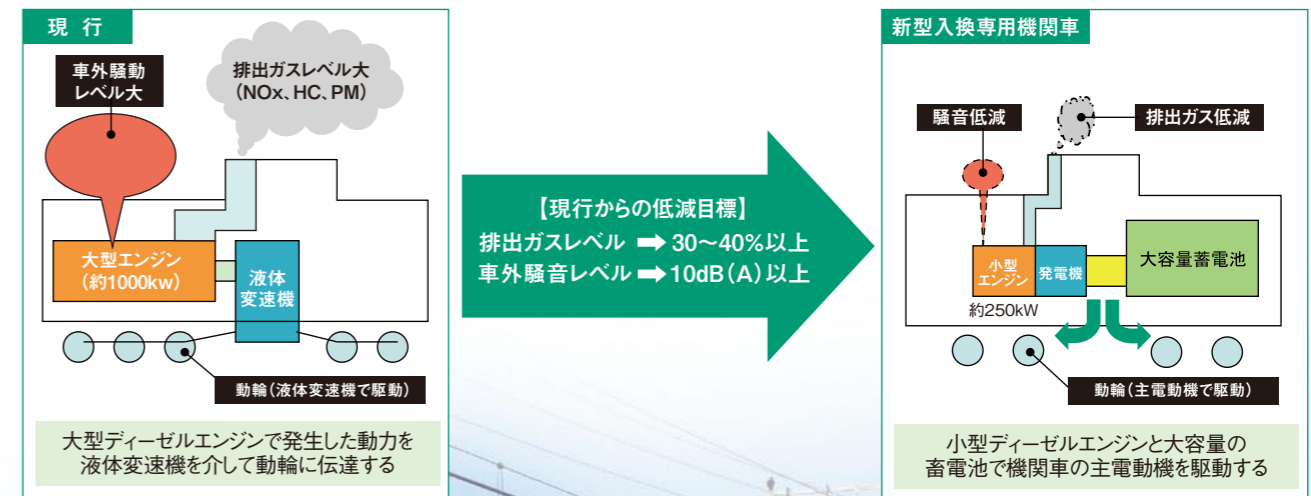 現 行
車外騒動
レベル大
排出ガスレベル大
(NOx、HC、PM)
大型エンジン
(約1000kw)
液体
変速機
動輪(液体変速機で駆動)
大型ディーゼルエンジンで発生した動力を
液体変速機を介して動輪に伝達する
【現行からの低減目標】
排出ガスレベル ➡ 30〜40%以上
車外騒音レベル ➡ 10dB(A)以上
新型入換専用機関車
騒音低減
排出ガス低減
小型
エンジン
発電機
大容量蓄電池
約250kW
動輪(主電動機で駆動)
小型ディーゼルエンジンと大容量の
蓄電池で機関車の主電動機を駆動する